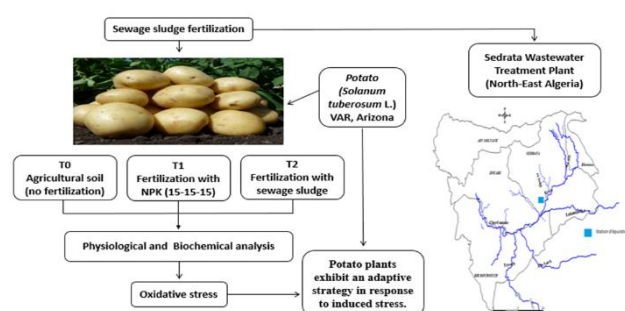 Sewage sludge fertilization
Sedrata Wastewater
Treatment Plant
(North-East Algeria)
Potato
(Solanum
tuberosum L.)
VAR, Arizona
T0
Agricultural soil
(no fertilization)
T1
Fertilization with
NPK (15-15-15)
T2
Fertilization with
sewage sludge
Physiological and Biochemical analysis
Oxidative stress
Potato plants
exhibit an adaptive
strategy in response
to induced stress.